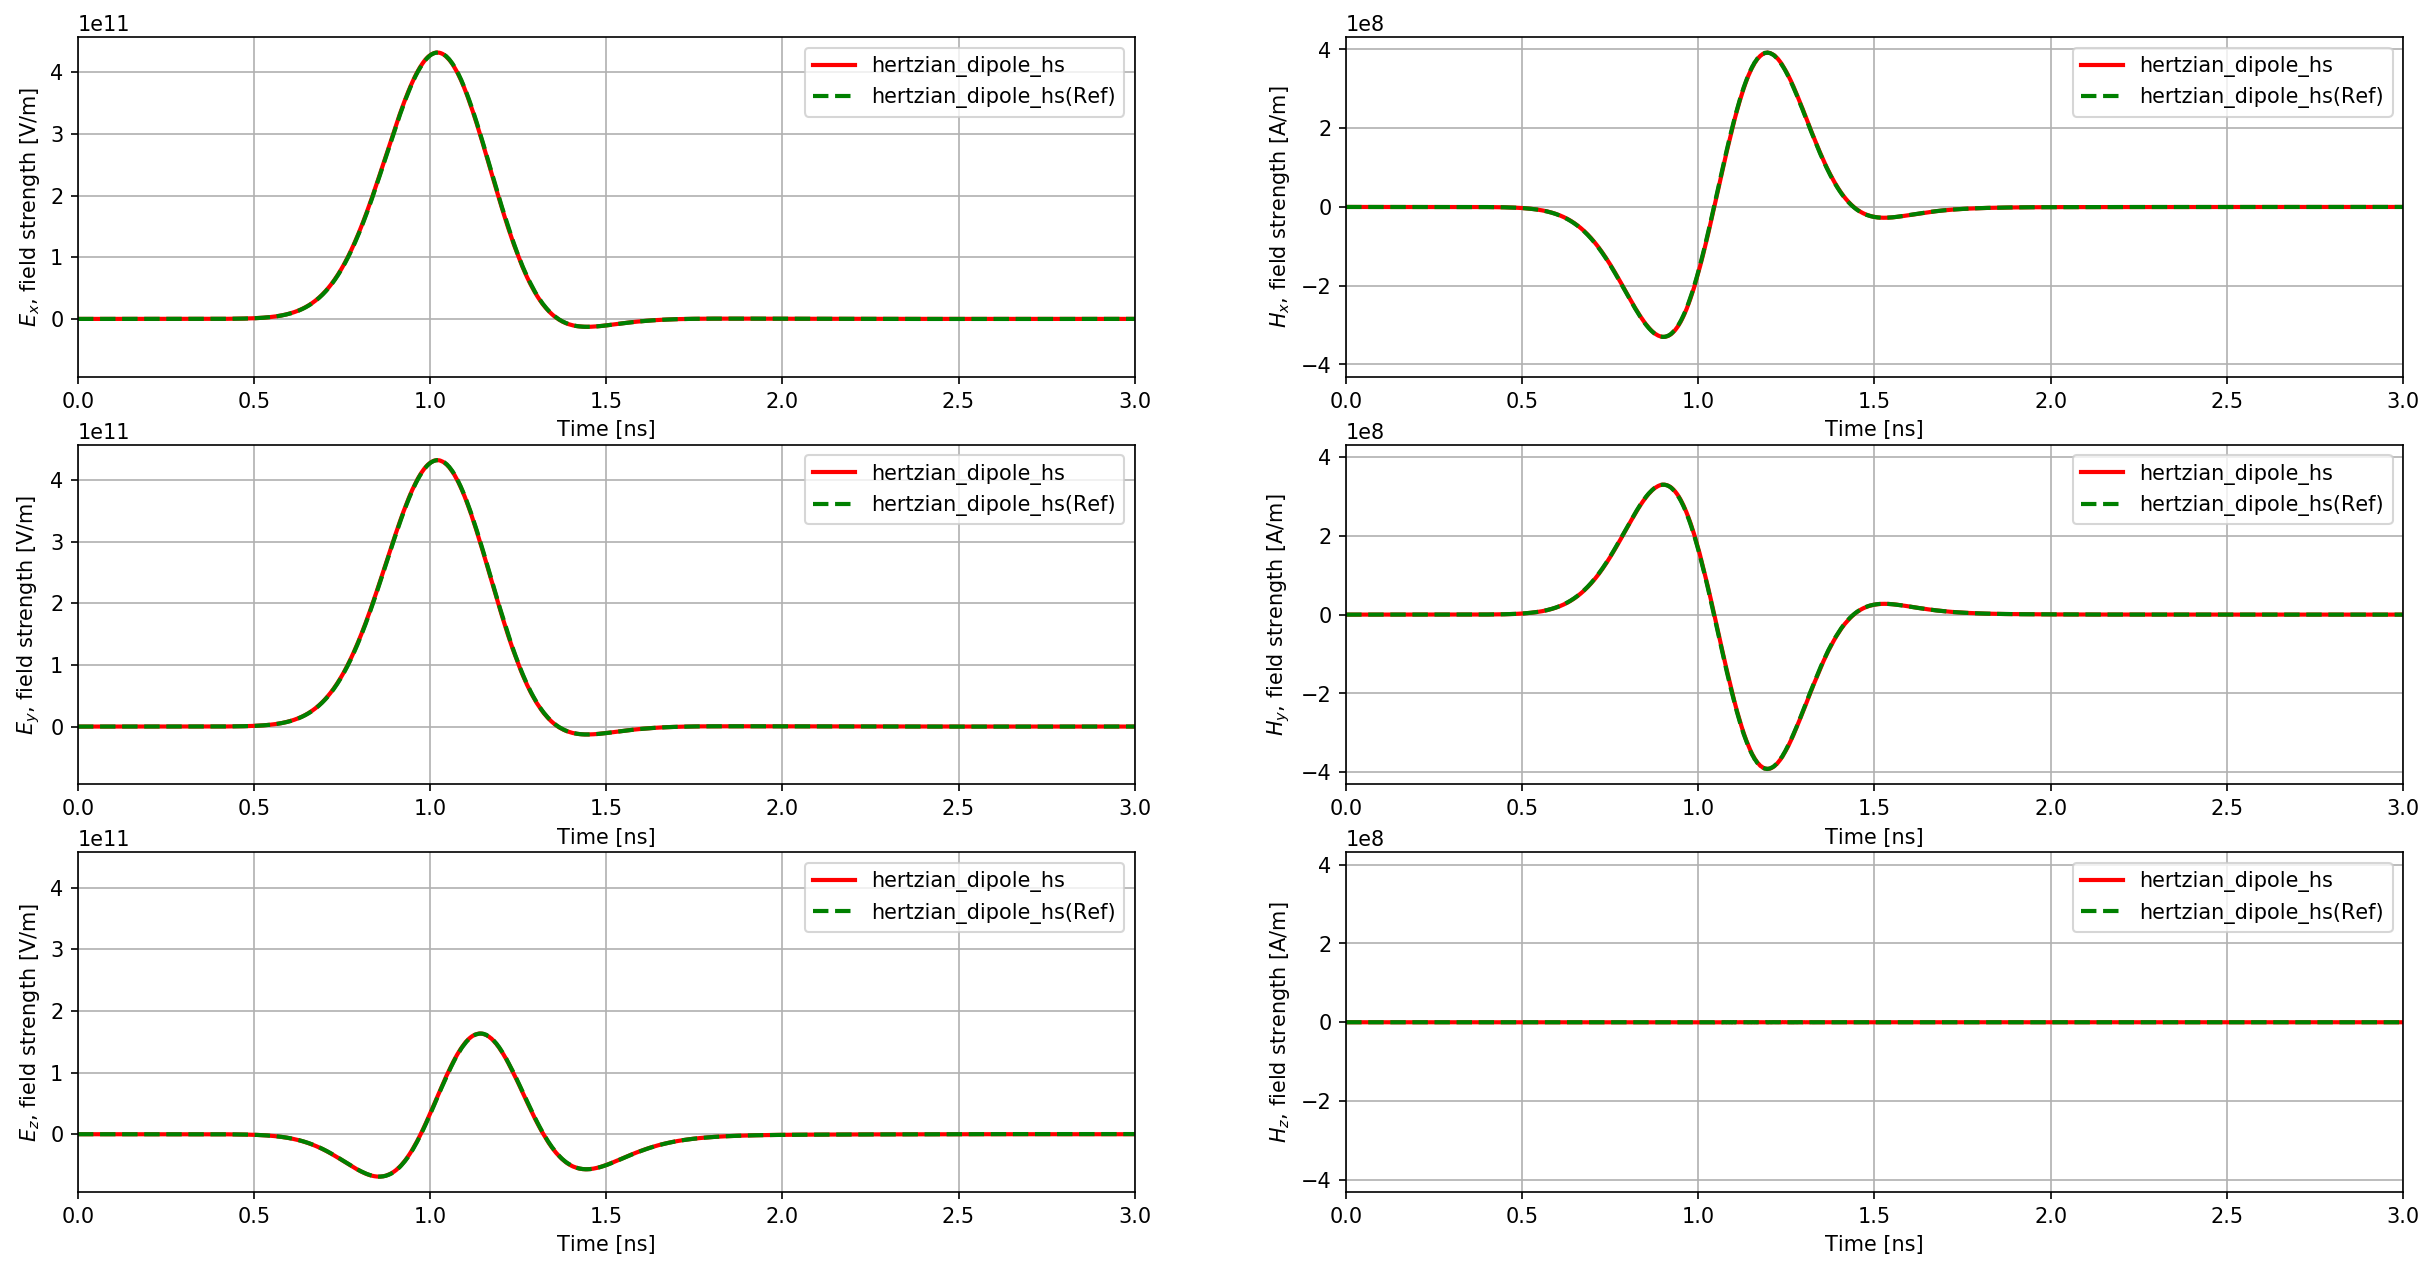 1e11
4
3
2
1
0
E_x, field strength [V/m]
hertzian_dipole_hs
hertzian_dipole_hs(Ref)
0.0 0.5 1.0 1.5 2.0 2.5 3.0
Time [ns]
1e8
4
2
0
−2
−4
H_x, field strength [A/m]
hertzian_dipole_hs
hertzian_dipole_hs(Ref)
0.0 0.5 1.0 1.5 2.0 2.5 3.0
Time [ns]
1e11
4
3
2
1
0
E_y, field strength [V/m]
hertzian_dipole_hs
hertzian_dipole_hs(Ref)
0.0 0.5 1.0 1.5 2.0 2.5 3.0
Time [ns]
1e8
4
2
0
−2
−4
H_y, field strength [A/m]
hertzian_dipole_hs
hertzian_dipole_hs(Ref)
0.0 0.5 1.0 1.5 2.0 2.5 3.0
Time [ns]
1e11
4
3
2
1
0
E_z, field strength [V/m]
hertzian_dipole_hs
hertzian_dipole_hs(Ref)
0.0 0.5 1.0 1.5 2.0 2.5 3.0
Time [ns]
1e8
4
2
0
−2
−4
H_z, field strength [A/m]
hertzian_dipole_hs
hertzian_dipole_hs(Ref)
0.0 0.5 1.0 1.5 2.0 2.5 3.0
Time [ns]